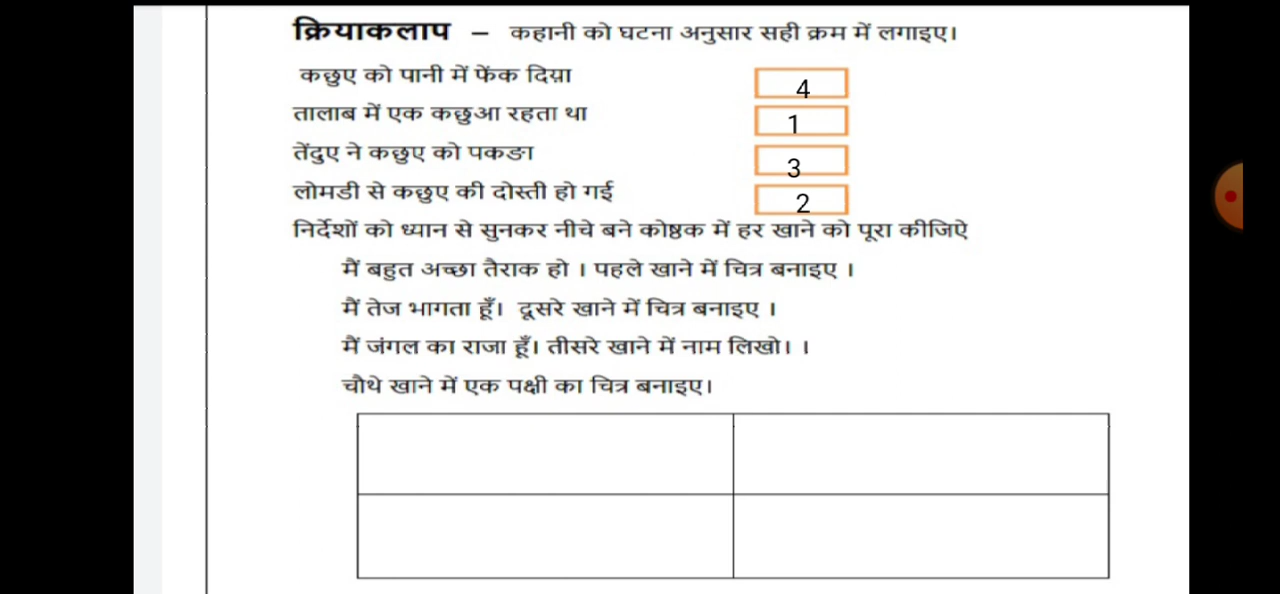 क्रियाकलाप – कहानी को घटना अनुसार सही क्रम में लगाइए।
कछुए को पानी में फेंक दिया 4
तालाब में एक कछुआ रहता था 1
तेंदुए ने कछुए को पकङा 3
लोमडी से कछुए की दोस्ती हो गई 2
निर्देशों को ध्यान से सुनकर नीचे बने कोष्ठक में हर खाने को पूरा कीजिऐ
मैं बहुत अच्छा तैराक हो । पहले खाने में चित्र बनाइए ।
मैं तेज भागता हूँ। दूसरे खाने में चित्र बनाइए ।
मैं जंगल का राजा हूँ। तीसरे खाने में नाम लिखो। ।
चौथे खाने में एक पक्षी का चित्र बनाइए।